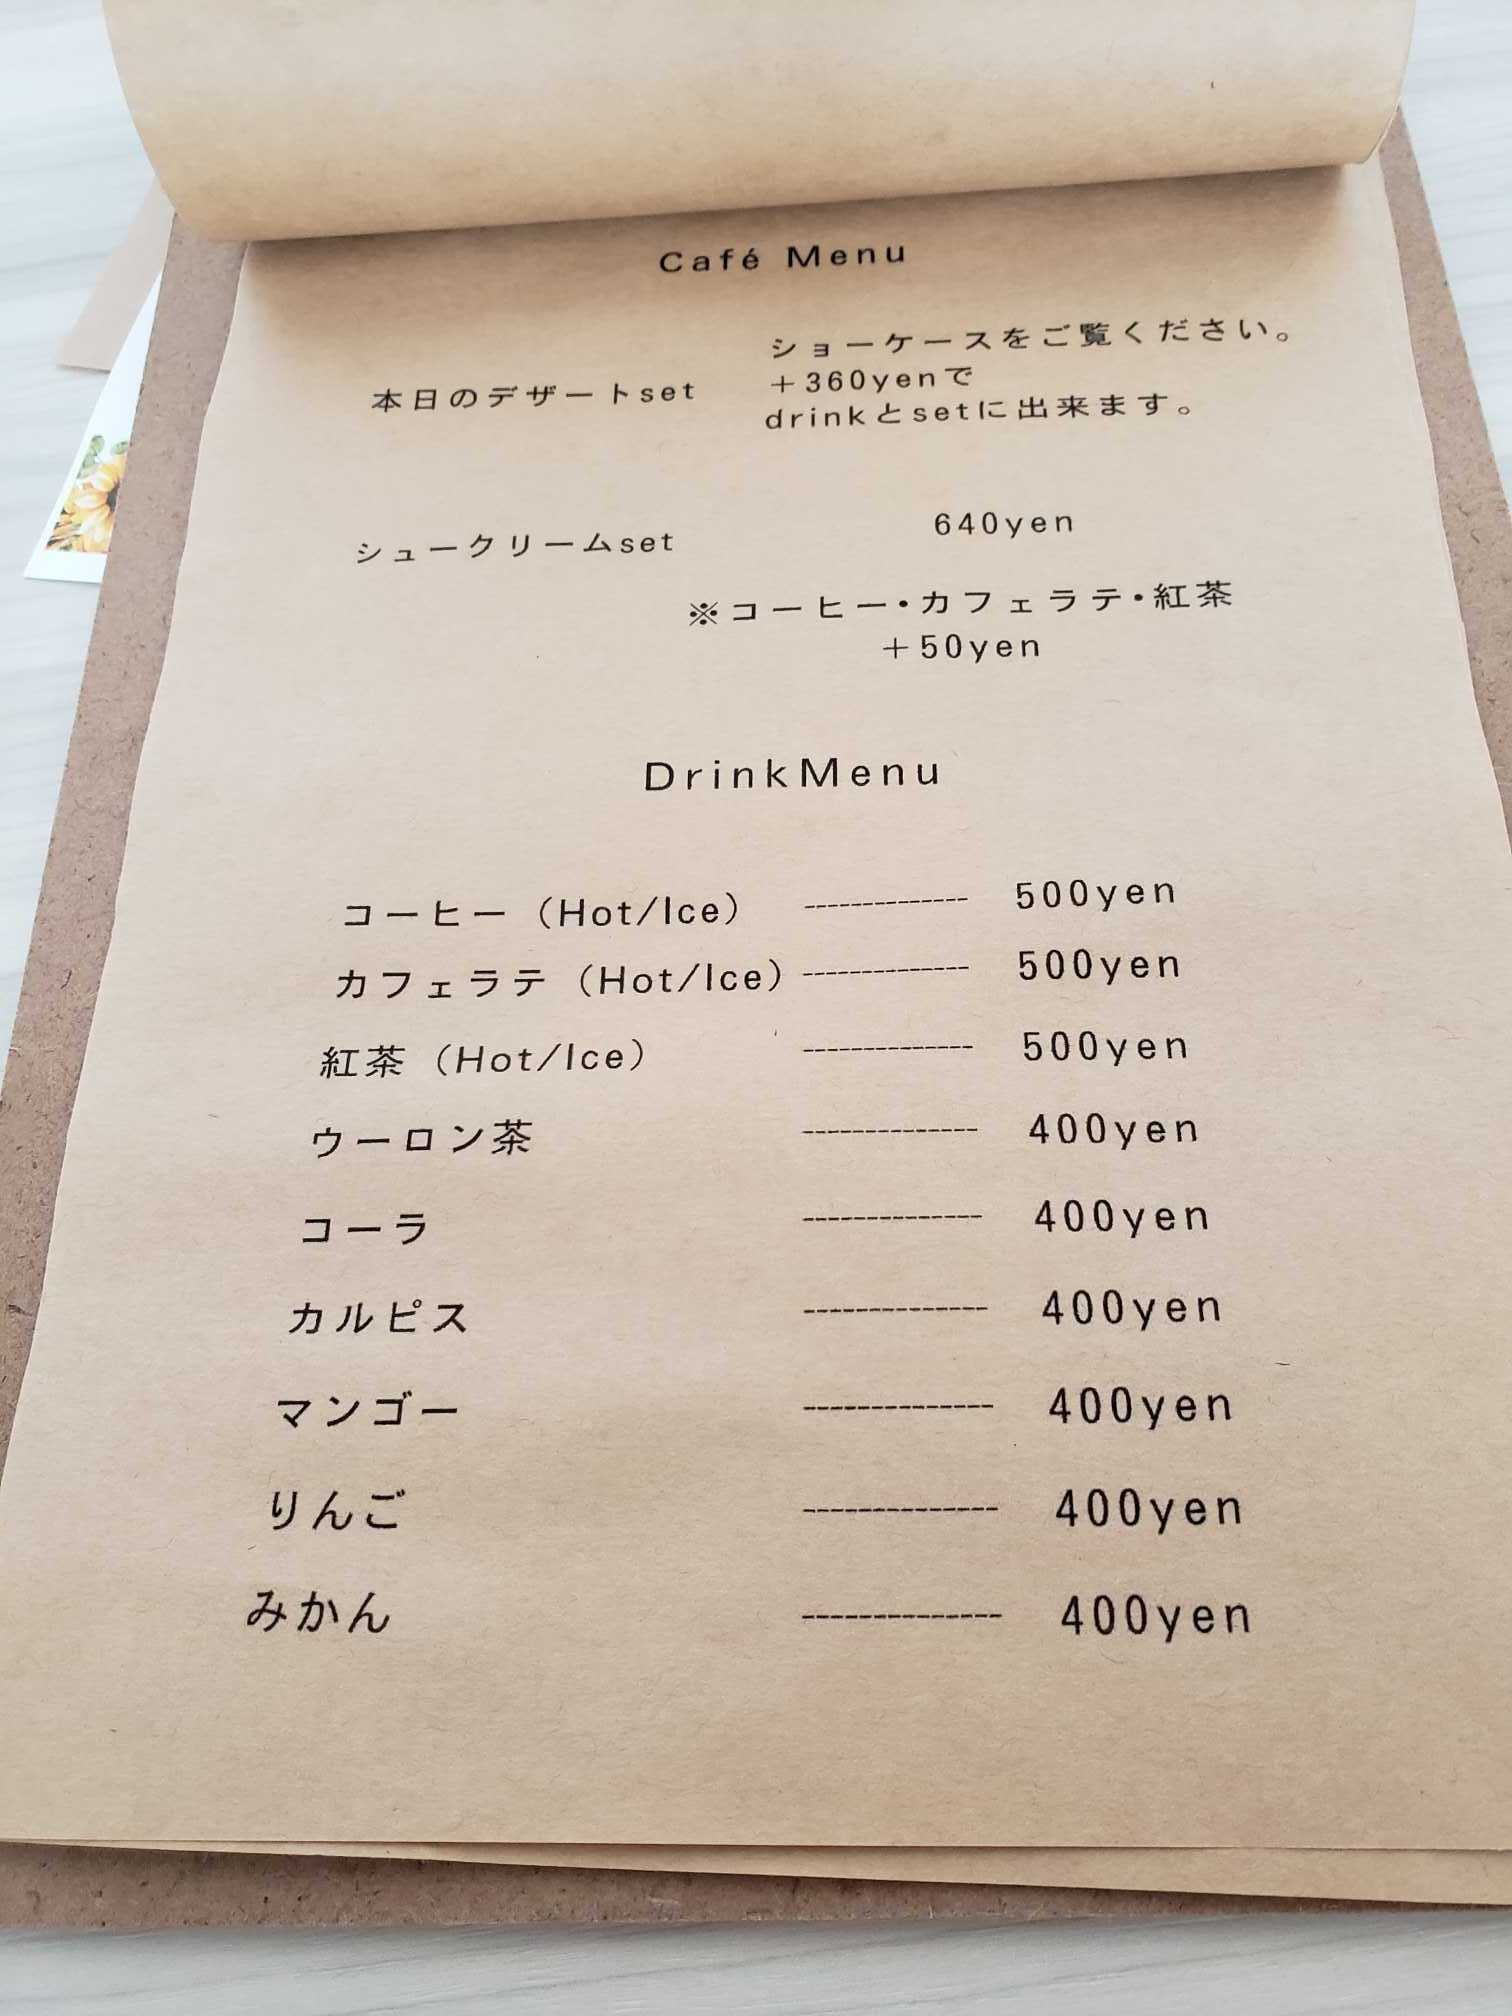 Café Menu
本日のデザートset
ショーケースをご覧ください。
+360yenで
drinkとsetに出来ます。
シュークリームset 640yen
※コーヒー・カフェラテ・紅茶
+50yen
DrinkMenu
コーヒー（Hot/Ice） -------------- 500yen
カフェラテ（Hot/Ice） -------------- 500yen
紅茶（Hot/Ice） -------------- 500yen
ウーロン茶 -------------- 400yen
コーラ -------------- 400yen
カルピス -------------- 400yen
マンゴー -------------- 400yen
りんご -------------- 400yen
みかん -------------- 400yen